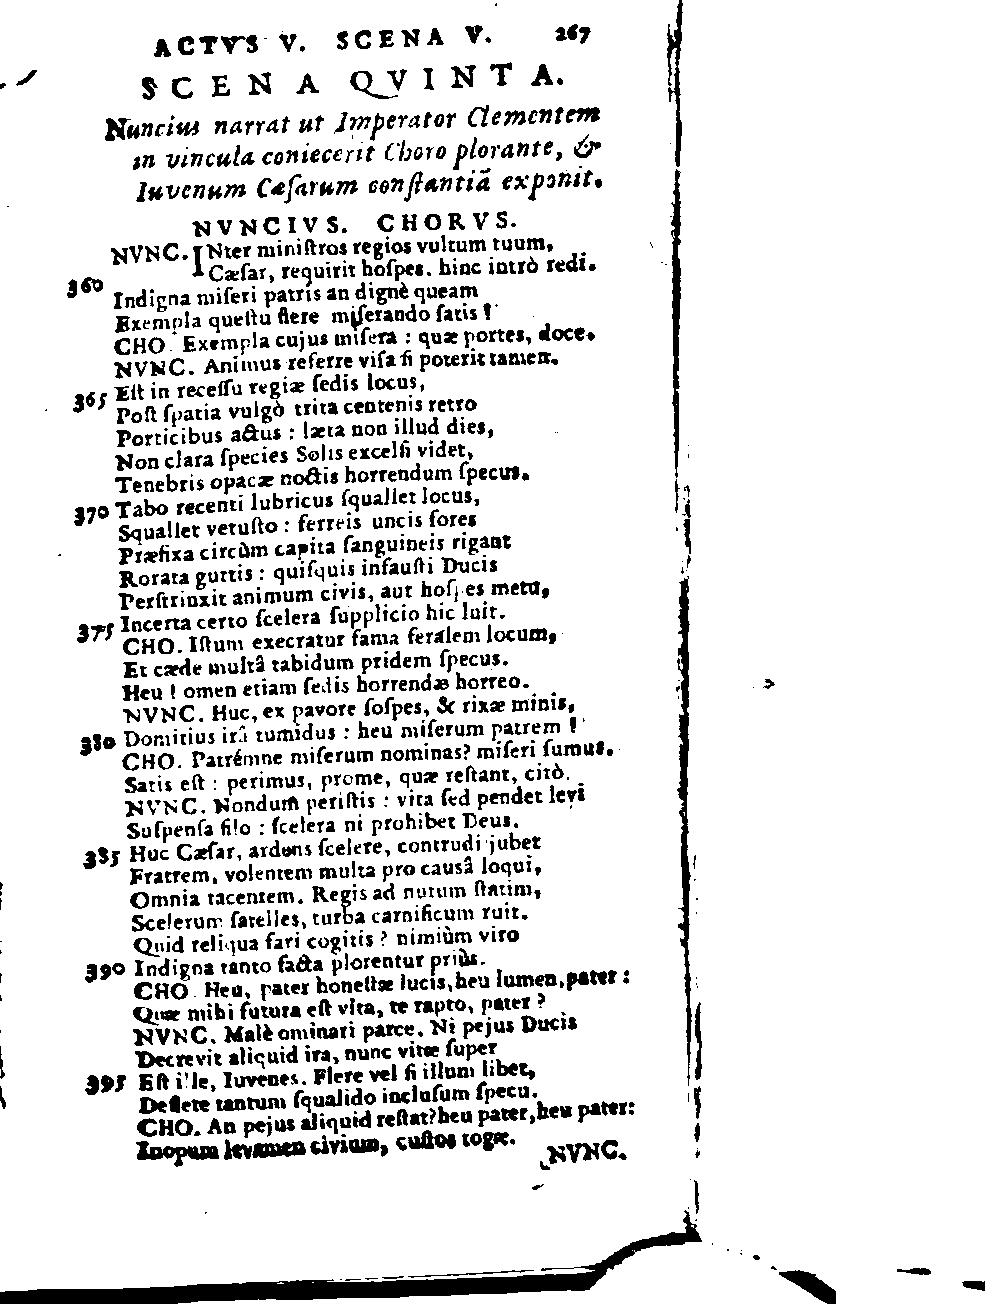 ACTVS V. SCENA V. 267
SCENA QVINTA.
Nuncius narrat ut Imperator Clementem
in vincula coniecerit Choro plorante, &
Iuvenum Cæſarum conſtantiã exponit.
NVNCIVS. CHORVS.
NVNC. INter miniſtros regios vultum tuum,
Cæſar, requirit hoſpes. hinc intrò redi.
360 Indigna miſeri patris an dignè queam
Exempla queſtu flere miſerando ſatis!
CHO. Exempla cujus miſera: quæ portes, doce.
NVNC. Animus referre viſa ſi poterit tamen.
365 Eſt in receſſu regiæ ſedis locus,
Poſt ſpatia vulgò trita centenis retro
Porticibus actus: læta non illud dies,
Non clara ſpecies Solis excelſi videt,
Tenebris opacæ noctis horrendum ſpecus.
370 Tabo recenti lubricus ſquallet locus,
Squallet vetuſto: ferreis uncis fores
Præfixa circùm capita ſanguineis rigant
Rorata guttis: quiſquis infauſti Ducis
Perſtrinxit animum civis, aut hoſpes metu,
375 Incerta certo ſcelera ſupplicio hic luit.
CHO. Iſtum execratur fama feralem locum,
Et cæde multâ tabidum pridem ſpecus.
Heu! omen etiam ſedis horrendæ horreo.
NVNC. Huc, ex pavore ſoſpes, & rixæ minis,
380 Domitius irâ tumidus: heu miſerum patrem!
CHO. Patrémne miſerum nominas? miſeri ſumus.
Satis eſt: perimus, prome, quæ reſtant, citò.
NVNC. Nondum periſtis: vita ſed pendet levi
Suſpenſa filo: ſcelera ni prohibet Deus.
385 Huc Cæſar, ardens ſcelere, contrudi jubet
Fratrem, volentem multa pro causâ loqui,
Omnia tacentem. Regis ad nutum ſtatim,
Scelerum ſatelles, turba carnificum ruit.
Quid reliqua fari cogitis? nimiùm viro
390 Indigna tanto facta plorentur priùs.
CHO. Heu, pater honeſtæ lucis, heu lumen, pater:
Quæ mihi futura eſt vita, te rapto, pater?
NVNC. Malè ominari parce. Ni pejus Ducis
Decrevit aliquid ira, nunc vitæ ſuper
395 Eſt ille, Iuvenes. Flere vel ſi illum libet,
Deflete tantum ſqualido incluſum ſpecu.
CHO. An pejus aliquid reſtat? heu pater, heu pater:
Inopum levamen civium, cuſtos togæ.
NVNC.